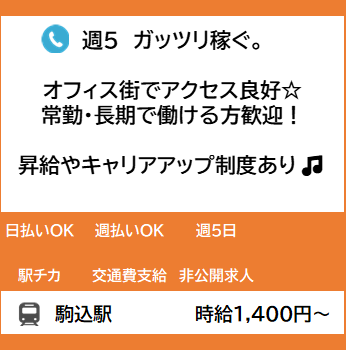 週5 ガッツリ稼ぐ。
オフィス街でアクセス良好☆
常勤・長期で働ける方歓迎！
昇給やキャリアアップ制度あり♫
日払いOK 週払いOK 週5日
駅チカ 交通費支給 非公開求人
駒込駅 時給1,400円～